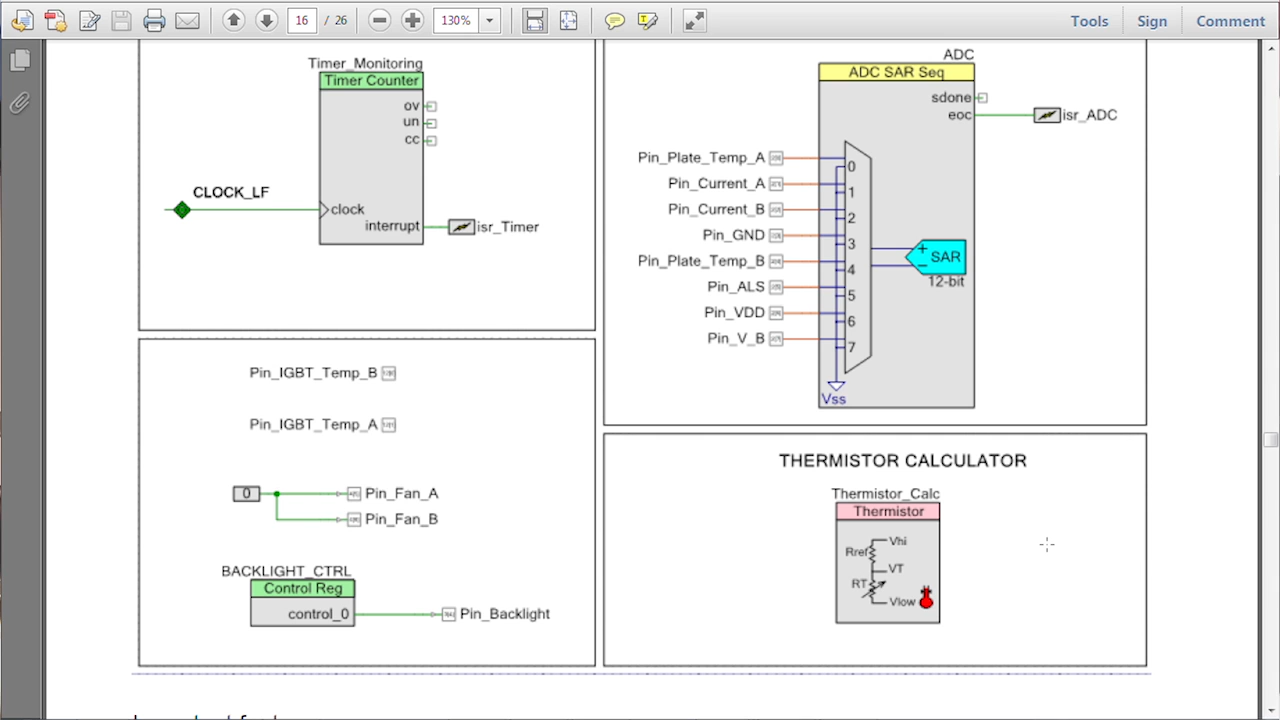 16 / 26
130%
Tools
Sign
Comment
Timer_Monitoring
Timer Counter
ov
un
cc
CLOCK_LF
clock
interrupt
isr_Timer
ADC
ADC SAR Seq
sdone
eoc
isr_ADC
Pin_Plate_Temp_A
0
Pin_Current_A
1
Pin_Current_B
2
Pin_GND
3
Pin_Plate_Temp_B
4
Pin_ALS
5
Pin_VDD
6
Pin_V_B
7
+
SAR
−
12-bit
Vss
Pin_IGBT_Temp_B
Pin_IGBT_Temp_A
0
Pin_Fan_A
Pin_Fan_B
BACKLIGHT_CTRL
Control Reg
control_0
Pin_Backlight
THERMISTOR CALCULATOR
Thermistor_Calc
Thermistor
Vhi
Rref
VT
RT
Vlow